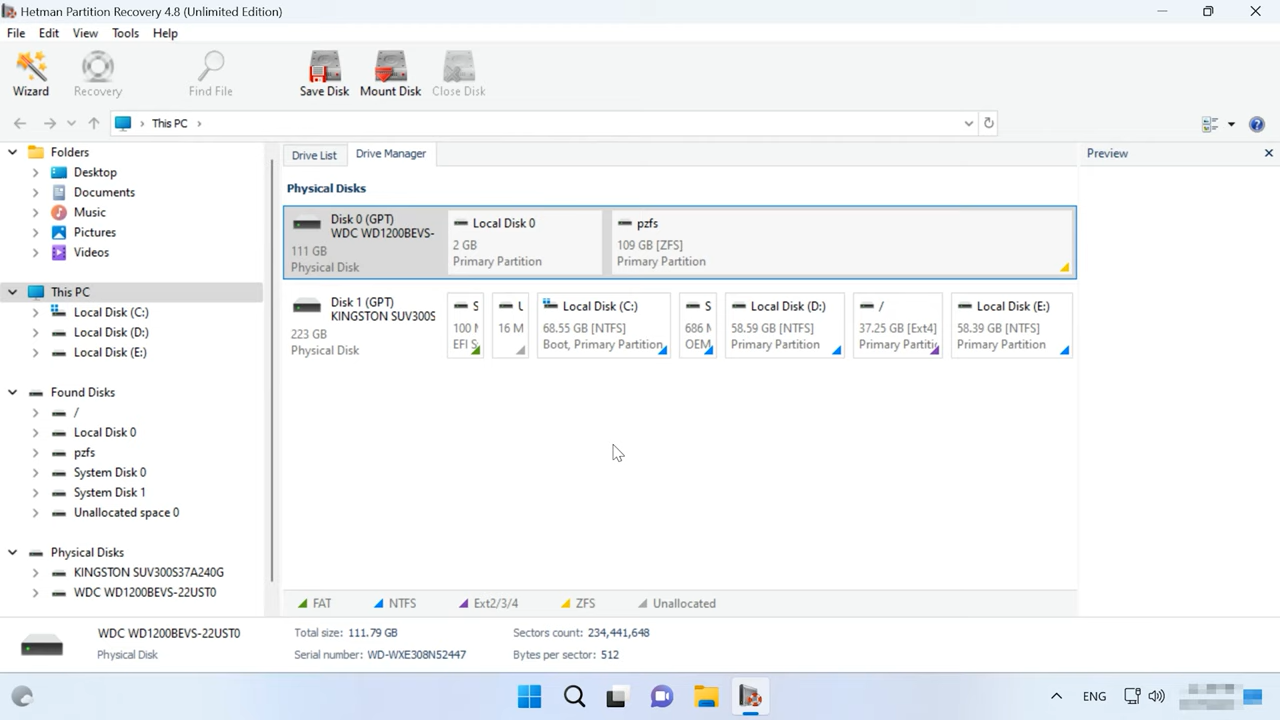 Hetman Partition Recovery 4.8 (Unlimited Edition)
File Edit View Tools Help
Wizard Recovery Find File Save Disk Mount Disk Close Disk
This PC
Folders
Desktop
Documents
Music
Pictures
Videos
This PC
Local Disk (C:)
Local Disk (D:)
Local Disk (E:)
Found Disks
/
Local Disk 0
pzfs
System Disk 0
System Disk 1
Unallocated space 0
Physical Disks
KINGSTON SUV300S37A240G
WDC WD1200BEVS-22UST0
Drive List Drive Manager
Physical Disks
Disk 0 (GPT)
WDC WD1200BEVS-
111 GB
Physical Disk
Local Disk 0
2 GB
Primary Partition
pzfs
109 GB [ZFS]
Primary Partition
Disk 1 (GPT)
KINGSTON SUV300S
223 GB
Physical Disk
S
100 M
EFI S
16 M
Local Disk (C:)
68.55 GB [NTFS]
Boot, Primary Partition
S
686 M
OEM,
Local Disk (D:)
58.59 GB [NTFS]
Primary Partition
/
37.25 GB [Ext4]
Primary Partitic
Local Disk (E:)
58.39 GB [NTFS]
Primary Partition
FAT NTFS Ext2/3/4 ZFS Unallocated
Preview
WDC WD1200BEVS-22UST0
Physical Disk
Total size: 111.79 GB
Serial number: WD-WXE308N52447
Sectors count: 234,441,648
Bytes per sector: 512
ENG